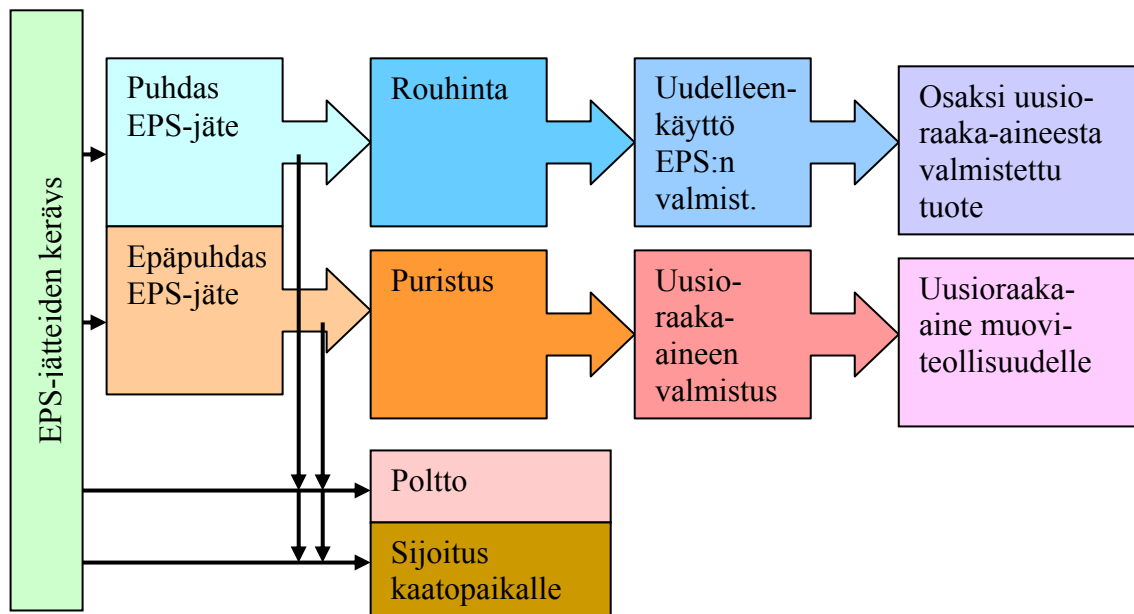 EPS-jätteiden kerävs
Puhdas
EPS-jäte
Rouhinta
Uudelleen-
käyttö
EPS:n
valmist.
Osaksi uusio-
raaka-aineesta
valmistettu
tuote
Epäpuhdas
EPS-jäte
Puristus
Uusio-
raaka-
aineen
valmistus
Uusioraaka-
aine muovi-
teollisuudelle
Poltto
Sijoitus
kaatopaikalle